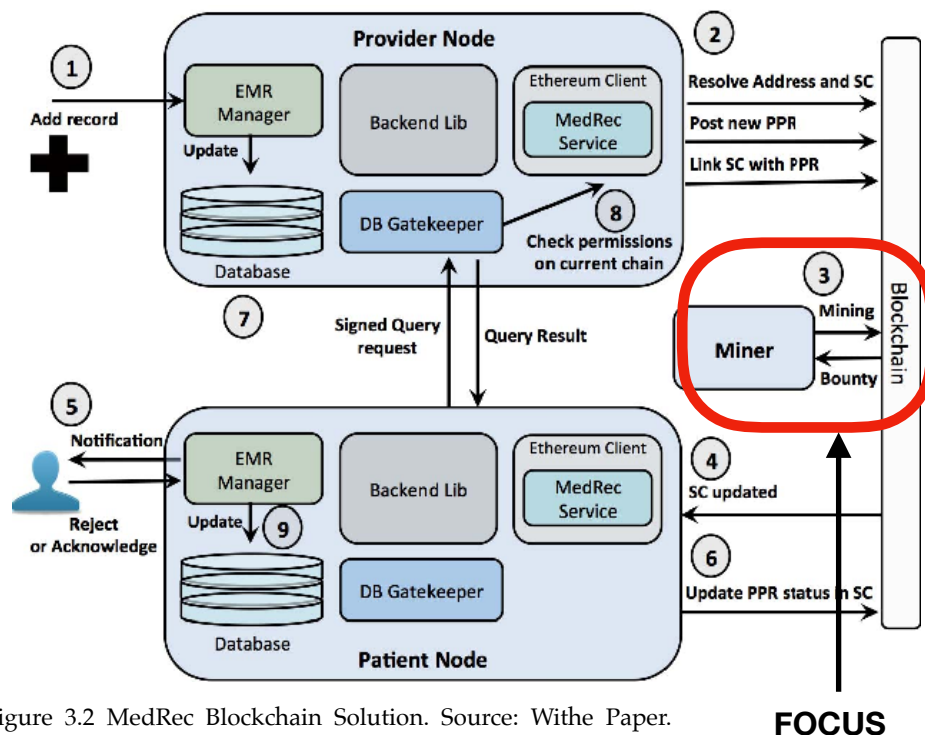 Provider Node
2
1
Add record
EMR
Manager
Update
Database
7
Backend Lib
DB Gatekeeper
Ethereum Client
MedRec
Service
8
Check permissions
on current chain
Resolve Address and SC
Post new PPR
Link SC with PPR
Blockchain
3
Mining
Miner
Bounty
Signed Query
request
Query Result
5
Notification
Reject
or Acknowledge
EMR
Manager
Update
9
Database
Backend Lib
DB Gatekeeper
Ethereum Client
MedRec
Service
Patient Node
4
SC updated
6
Update PPR status in SC
igure 3.2 MedRec Blockchain Solution. Source: Withe Paper.
FOCUS